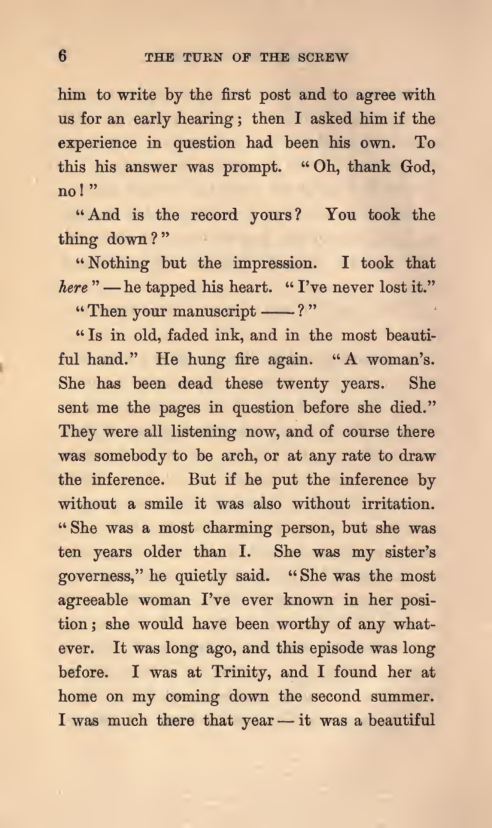 6 THE TURN OF THE SCREW
him to write by the first post and to agree with
us for an early hearing; then I asked him if the
experience in question had been his own. To
this his answer was prompt. "Oh, thank God,
no!"
"And is the record yours? You took the
thing down?"
"Nothing but the impression. I took that
here" — he tapped his heart. "I've never lost it."
"Then your manuscript —— ?"
"Is in old, faded ink, and in the most beauti-
ful hand." He hung fire again. "A woman's.
She has been dead these twenty years. She
sent me the pages in question before she died."
They were all listening now, and of course there
was somebody to be arch, or at any rate to draw
the inference. But if he put the inference by
without a smile it was also without irritation.
"She was a most charming person, but she was
ten years older than I. She was my sister's
governess," he quietly said. "She was the most
agreeable woman I've ever known in her posi-
tion; she would have been worthy of any what-
ever. It was long ago, and this episode was long
before. I was at Trinity, and I found her at
home on my coming down the second summer.
I was much there that year — it was a beautiful